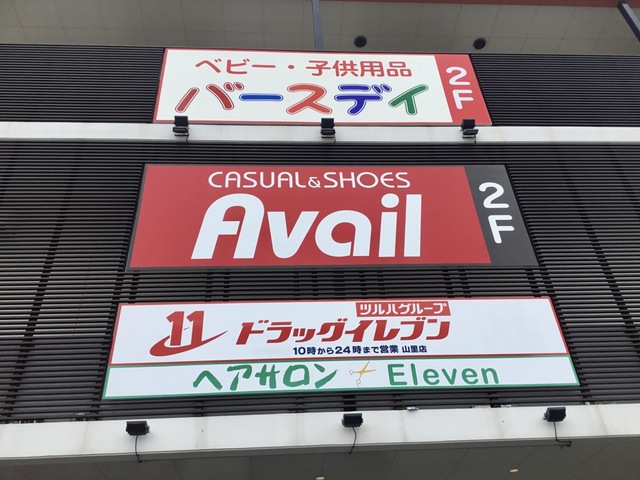 ベビー・子供用品
バースデイ
2F
CASUAL&SHOES
Avail
2F
ツルハグループ
11 ドラッグイレブン
10時から24時まで営業 山里店
ヘアサロン Eleven